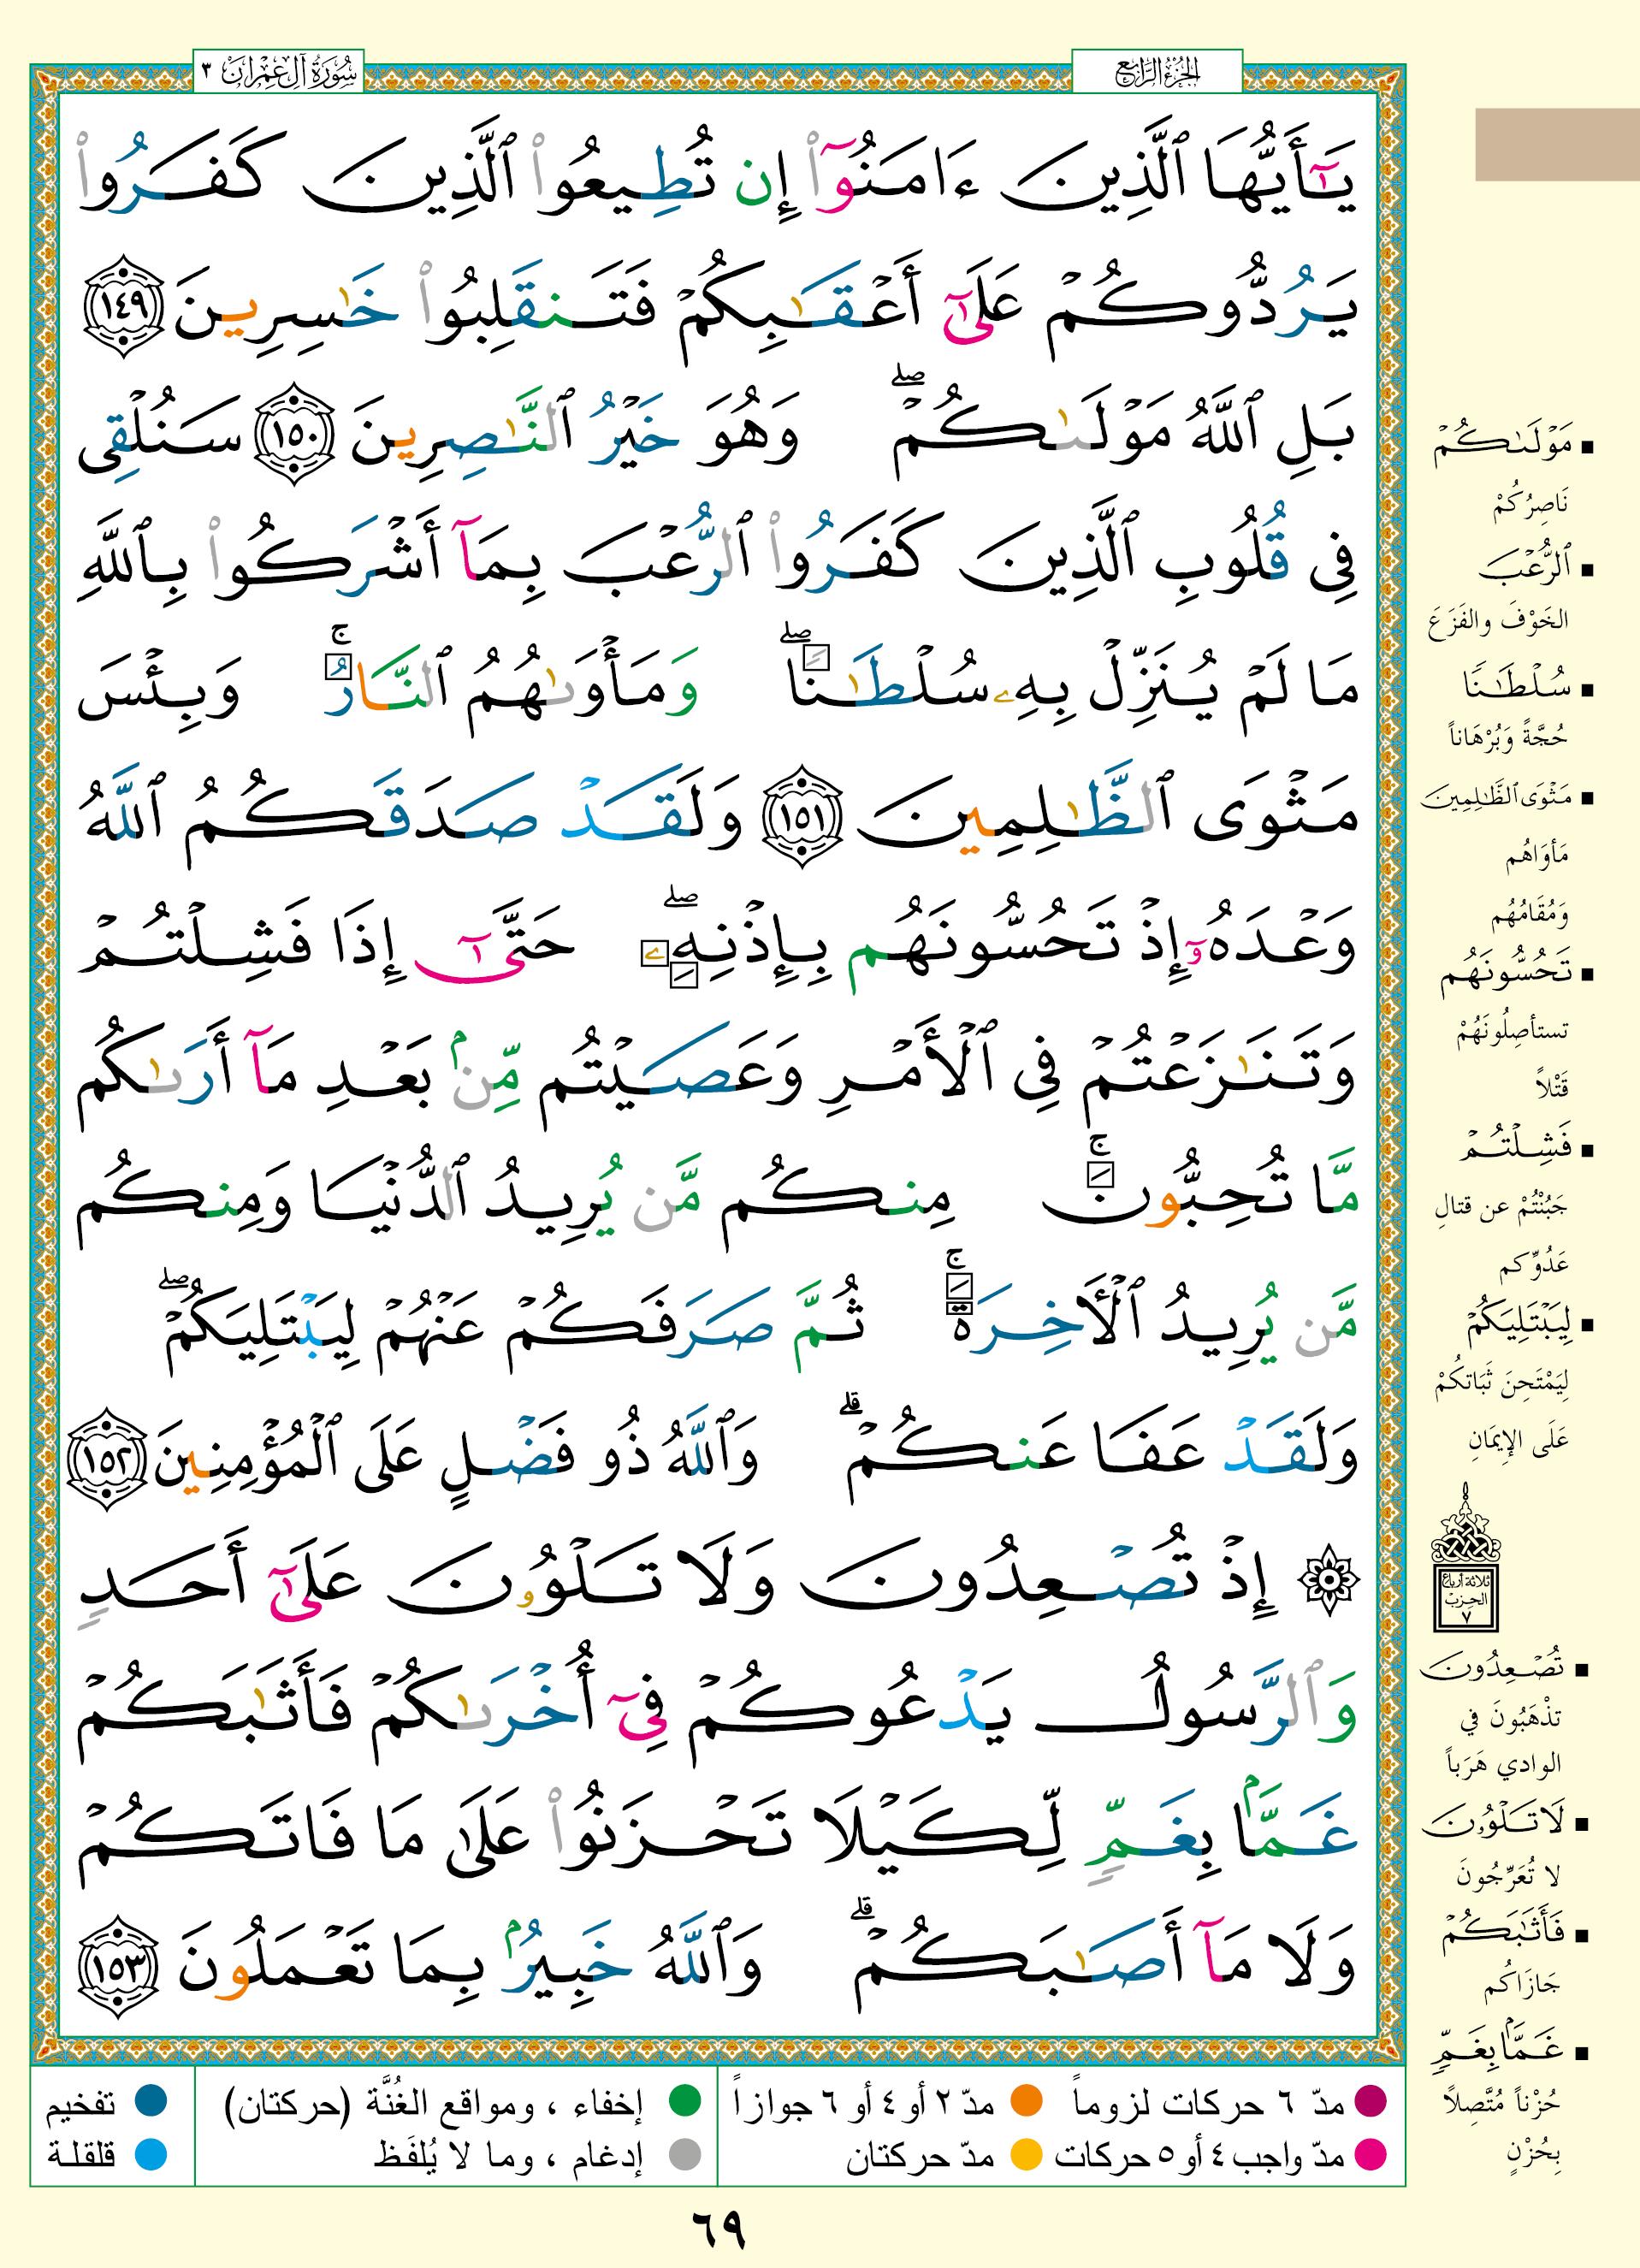 الجزء الرابع
سورة آل عمران ٣
يَـٰٓأَيُّهَا ٱلَّذِينَ ءَامَنُوٓا۟ إِن تُطِيعُوا۟ ٱلَّذِينَ كَفَرُوا۟
يَرُدُّوكُمْ عَلَىٰٓ أَعْقَـٰبِكُمْ فَتَنقَلِبُوا۟ خَـٰسِرِينَ ١٤٩
بَلِ ٱللَّهُ مَوْلَىٰكُمْ ۖ وَهُوَ خَيْرُ ٱلنَّـٰصِرِينَ ١٥٠ سَنُلْقِى
فِى قُلُوبِ ٱلَّذِينَ كَفَرُوا۟ ٱلرُّعْبَ بِمَآ أَشْرَكُوا۟ بِٱللَّهِ
مَا لَمْ يُنَزِّلْ بِهِۦ سُلْطَـٰنًا ۖ وَمَأْوَىٰهُمُ ٱلنَّارُ ۚ وَبِئْسَ
مَثْوَى ٱلظَّـٰلِمِينَ ١٥١ وَلَقَدْ صَدَقَكُمُ ٱللَّهُ
وَعْدَهُۥٓ إِذْ تَحُسُّونَهُم بِإِذْنِهِۦ ۖ حَتَّىٰٓ إِذَا فَشِلْتُمْ
وَتَنَـٰزَعْتُمْ فِى ٱلْأَمْرِ وَعَصَيْتُم مِّنۢ بَعْدِ مَآ أَرَىٰكُم
مَّا تُحِبُّونَ ۚ مِنكُم مَّن يُرِيدُ ٱلدُّنْيَا وَمِنكُم
مَّن يُرِيدُ ٱلْـَٔاخِرَةَ ۚ ثُمَّ صَرَفَكُمْ عَنْهُمْ لِيَبْتَلِيَكُمْ ۖ
وَلَقَدْ عَفَا عَنكُمْ ۗ وَٱللَّهُ ذُو فَضْلٍ عَلَى ٱلْمُؤْمِنِينَ ١٥٢
۞ إِذْ تُصْعِدُونَ وَلَا تَلْوُۥنَ عَلَىٰٓ أَحَدٍ
وَٱلرَّسُولُ يَدْعُوكُمْ فِىٓ أُخْرَىٰكُمْ فَأَثَـٰبَكُمْ
غَمًّۢا بِغَمٍّ لِّكَيْلَا تَحْزَنُوا۟ عَلَىٰ مَا فَاتَكُمْ
وَلَا مَآ أَصَـٰبَكُمْ ۗ وَٱللَّهُ خَبِيرٌۢ بِمَا تَعْمَلُونَ ١٥٣
▪ مَوْلَىٰكُمْ
نَاصِرُكُمْ
▪ ٱلرُّعْبَ
الخَوْفَ والفَزَعَ
▪ سُلْطَـٰنًا
حُجَّةً وَبُرْهَاناً
▪ مَثْوَى ٱلظَّـٰلِمِينَ
مَأوَاهُم
وَمُقَامُهُم
▪ تَحُسُّونَهُم
تستأصِلُونَهُمْ
قَتْلاً
▪ فَشِلْتُمْ
جَبُنْتُمْ عن قتالِ
عَدُوِّكم
▪ لِيَبْتَلِيَكُمْ
لِيَمْتَحِنَ ثَبَاتكُمْ
عَلَى الإِيمَانِ
ثلاثة أرباع
الحزب
٧
▪ تُصْعِدُونَ
تذْهَبُونَ في
الوادي هَرَباً
▪ لَا تَلْوُۥنَ
لا تُعَرِّجُونَ
▪ فَأَثَـٰبَكُمْ
جَازَاكُم
▪ غَمًّۢا بِغَمٍّ
حُزْناً مُتَّصِلاً
بِحُزْنٍ
مدّ ٦ حركات لزوماً
مدّ ٢ أو ٤ أو ٦ جوازاً
إخفاء ، ومواقع الغُنَّة (حركتان)
تفخيم
مدّ واجب ٤ أو ٥ حركات
مدّ حركتان
إدغام ، وما لا يُلفَظ
قلقلة
٦٩